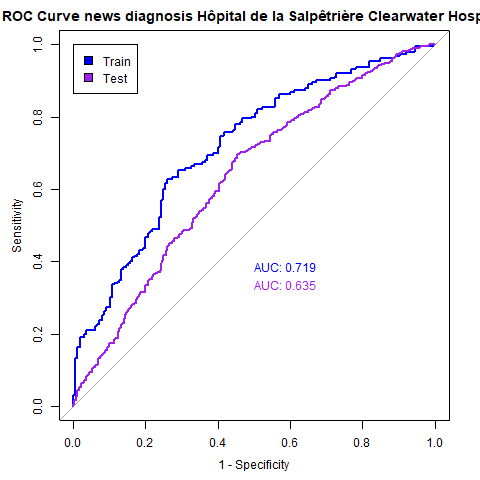 ROC Curve news diagnosis Hôpital de la Salpêtrière Clearwater Hosp
Train
Test
AUC: 0.719
AUC: 0.635
Sensitivity
0.0 0.2 0.4 0.6 0.8 1.0
0.0 0.2 0.4 0.6 0.8 1.0
1 - Specificity